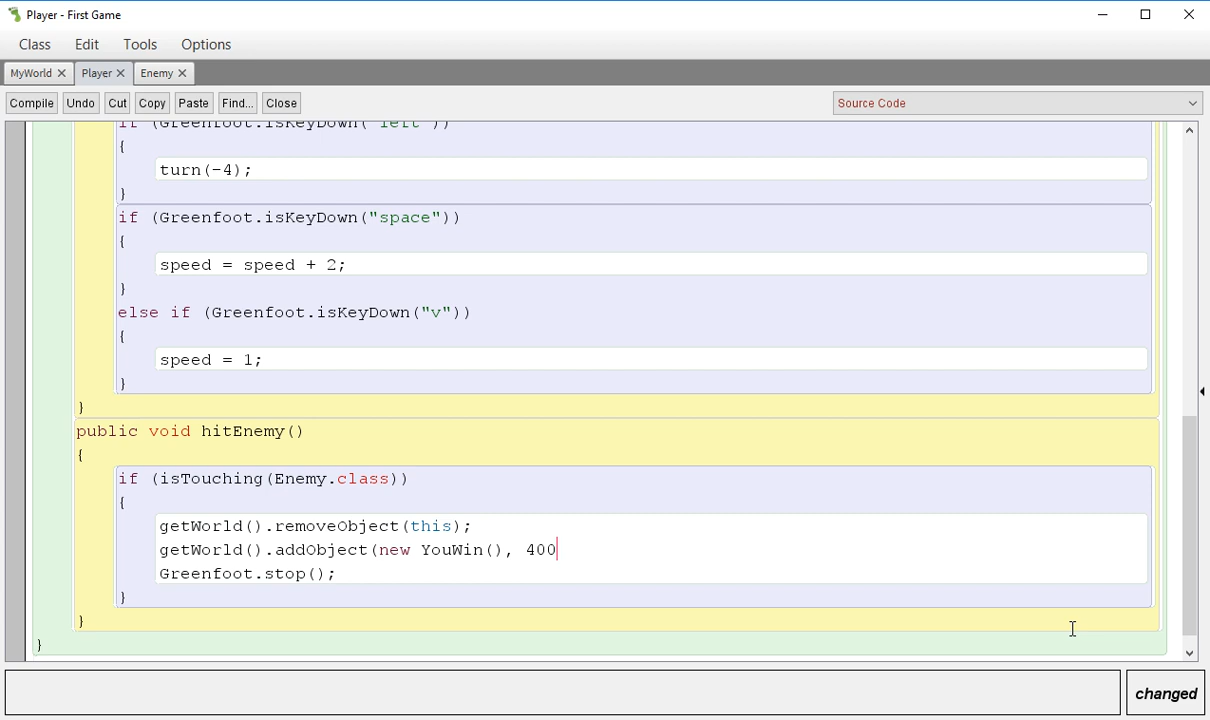 Player - First Game
Class Edit Tools Options
MyWorld Player Enemy
Compile Undo Cut Copy Paste Find... Close Source Code
if (Greenfoot.isKeyDown("left"))
{
turn(-4);
}
if (Greenfoot.isKeyDown("space"))
{
speed = speed + 2;
}
else if (Greenfoot.isKeyDown("v"))
{
speed = 1;
}
}
public void hitEnemy()
{
if (isTouching(Enemy.class))
{
getWorld().removeObject(this);
getWorld().addObject(new YouWin(), 400
Greenfoot.stop();
}
}
}
changed